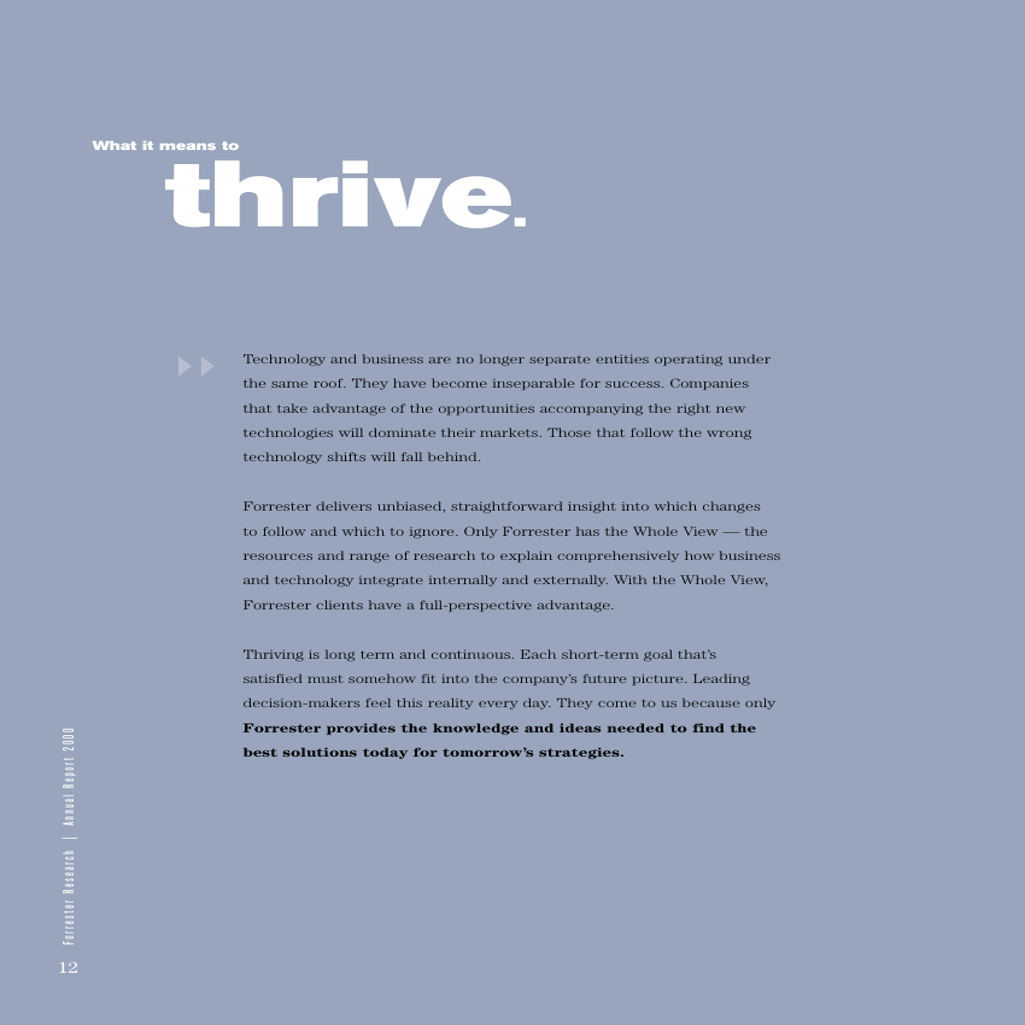 What it means to
thrive.
Technology and business are no longer separate entities operating under
the same roof. They have become inseparable for success. Companies
that take advantage of the opportunities accompanying the right new
technologies will dominate their markets. Those that follow the wrong
technology shifts will fall behind.
Forrester delivers unbiased, straightforward insight into which changes
to follow and which to ignore. Only Forrester has the Whole View — the
resources and range of research to explain comprehensively how business
and technology integrate internally and externally. With the Whole View,
Forrester clients have a full-perspective advantage.
Thriving is long term and continuous. Each short-term goal that’s
satisfied must somehow fit into the company’s future picture. Leading
decision-makers feel this reality every day. They come to us because only
Forrester provides the knowledge and ideas needed to find the
best solutions today for tomorrow’s strategies.
Forrester Research | Annual Report 2000
12